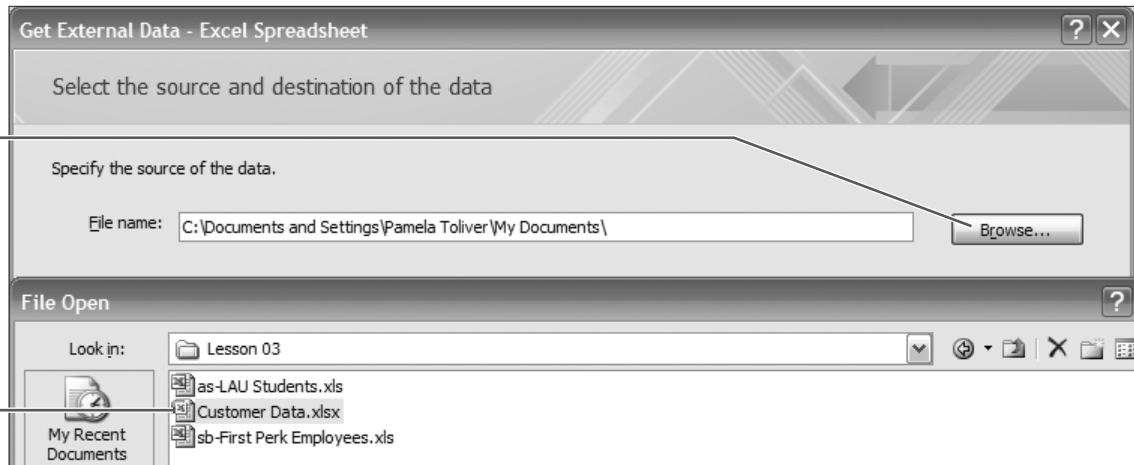 Get External Data - Excel Spreadsheet
Select the source and destination of the data
Specify the source of the data.
File name: C:\Documents and Settings\Pamela Toliver\My Documents\ Browse...
File Open
Look in: Lesson 03
as-LAU Students.xls
Customer Data.xlsx
sb-First Perk Employees.xls
My Recent
Documents